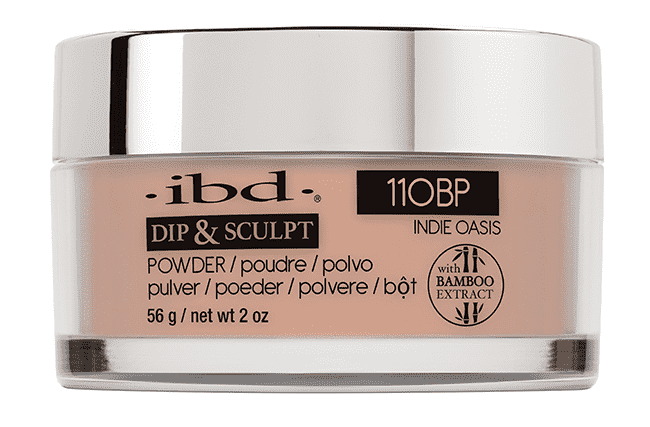 ·ibd·®
110BP
INDIE OASIS
DIP & SCULPT
POWDER / poudre / polvo
pulver / poeder / polvere / bột
56 g / net wt 2 oz
with
BAMBOO
EXTRACT